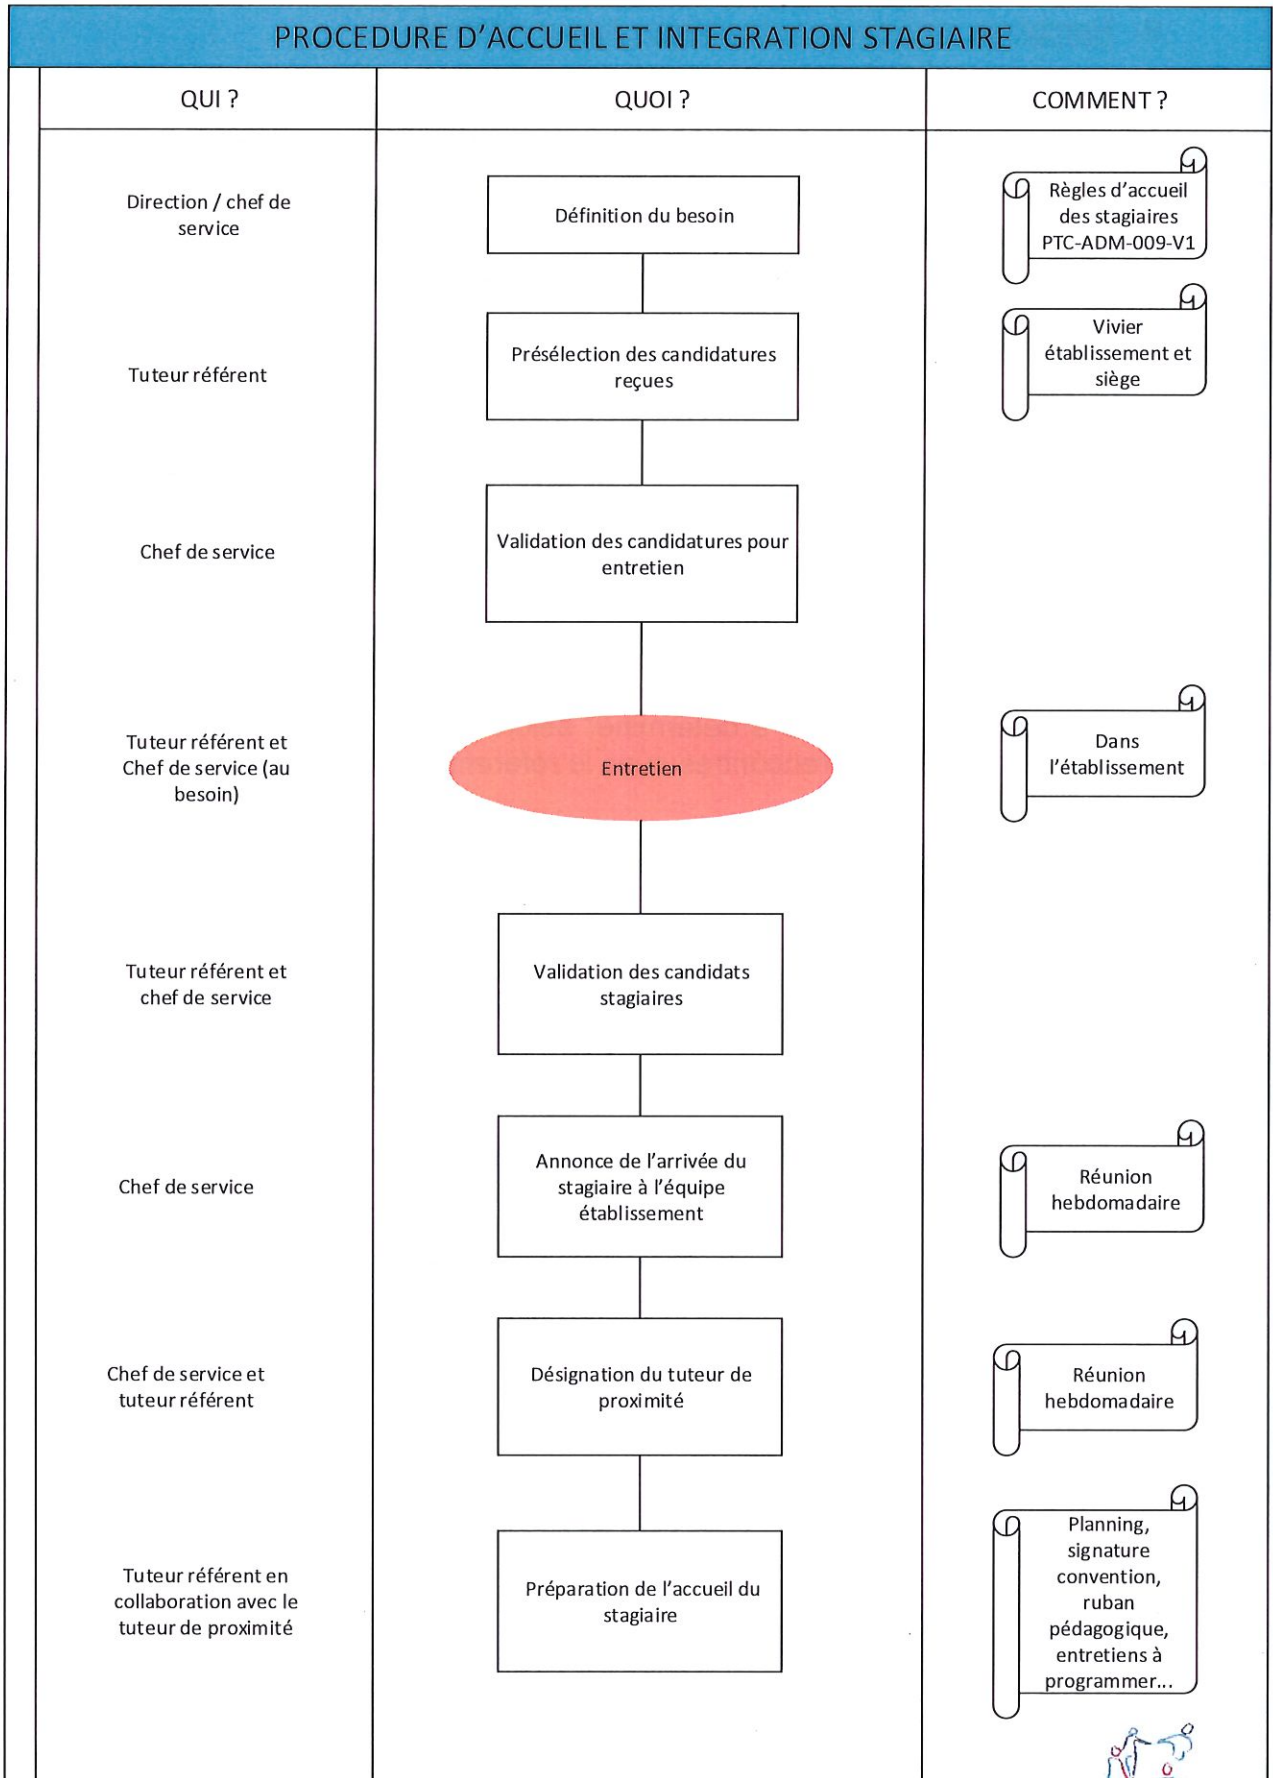 PROCEDURE D'ACCUEIL ET INTEGRATION STAGIAIRE
QUI ?
QUOI ?
COMMENT ?
Direction / chef de
service
Définition du besoin
Règles d'accueil
des stagiaires
PTC-ADM-009-V1
Tuteur référent
Présélection des candidatures
reçues
Vivier
établissement et
siège
Chef de service
Validation des candidatures pour
entretien
Tuteur référent et
Chef de service (au
besoin)
Entretien
Dans
l'établissement
Tuteur référent et
chef de service
Validation des candidats
stagiaires
Chef de service
Annonce de l'arrivée du
stagiaire à l'équipe
établissement
Réunion
hebdomadaire
Chef de service et
tuteur référent
Désignation du tuteur de
proximité
Réunion
hebdomadaire
Tuteur référent en
collaboration avec le
tuteur de proximité
Préparation de l'accueil du
stagiaire
Planning,
signature
convention,
ruban
pédagogique,
entretiens à
programmer...